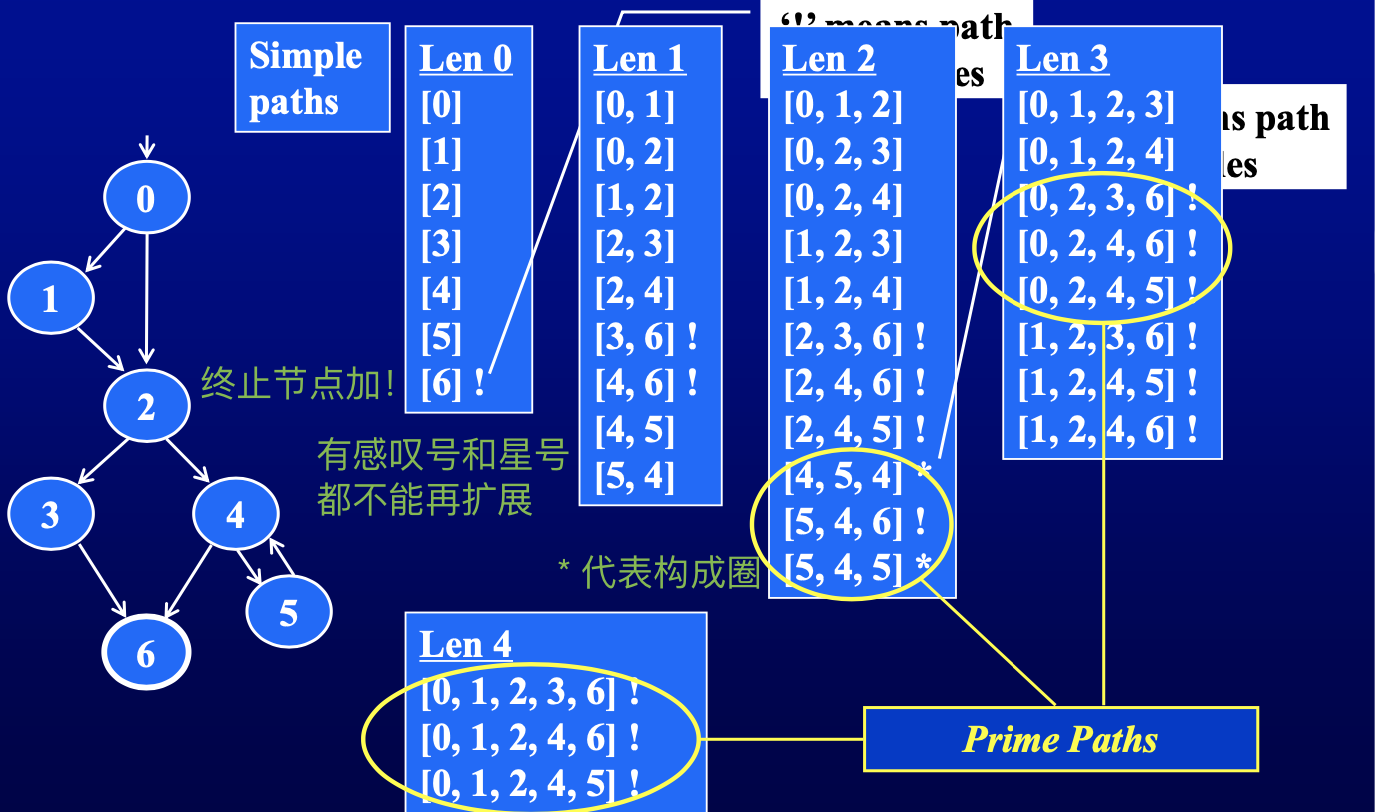 Simple
paths
Len 0
[0]
[1]
[2]
[3]
[4]
[5]
[6] !
Len 1
[0, 1]
[0, 2]
[1, 2]
[2, 3]
[2, 4]
[3, 6] !
[4, 6] !
[4, 5]
[5, 4]
‘!’ means path
es
Len 2
[0, 1, 2]
[0, 2, 3]
[0, 2, 4]
[1, 2, 3]
[1, 2, 4]
[2, 3, 6] !
[2, 4, 6] !
[2, 4, 5] !
[4, 5, 4] *
[5, 4, 6] !
[5, 4, 5] *
Len 3
[0, 1, 2, 3]
[0, 1, 2, 4]
[0, 2, 3, 6] !
[0, 2, 4, 6] !
[0, 2, 4, 5] !
[1, 2, 3, 6] !
[1, 2, 4, 5] !
[1, 2, 4, 6] !
path
0
1
2
3
4
5
6
终止节点加!
有感叹号和星号
都不能再扩展
* 代表构成圈
Len 4
[0, 1, 2, 3, 6] !
[0, 1, 2, 4, 6] !
[0, 1, 2, 4, 5] !
Prime Paths